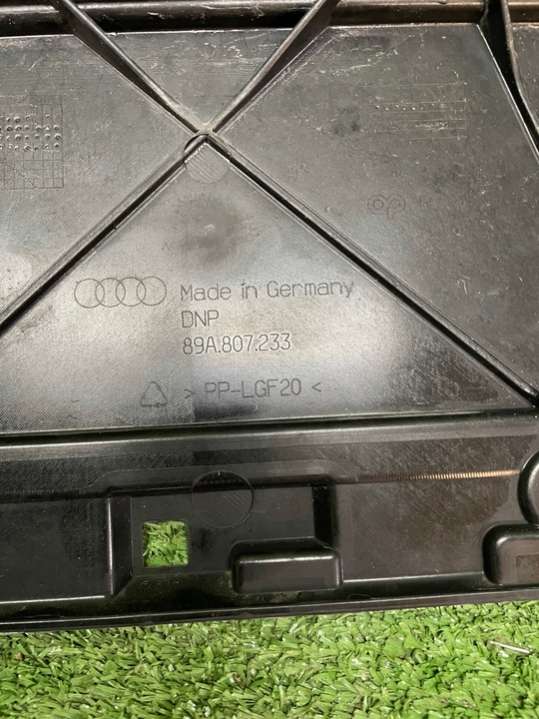 Made in Germany
DNP
89A.807.233
> PP-LGF20 <